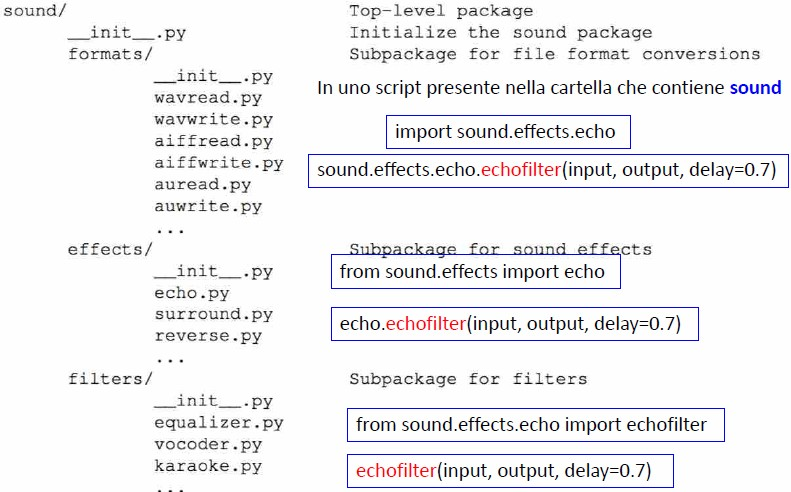 sound/ Top-level package
__init__.py Initialize the sound package
formats/ Subpackage for file format conversions
__init__.py
In uno script presente nella cartella che contiene sound
wavread.py
wavwrite.py
import sound.effects.echo
aiffread.py
aiffwrite.py
sound.effects.echo.echofilter(input, output, delay=0.7)
auread.py
auwrite.py
...
effects/ Subpackage for sound effects
__init__.py
from sound.effects import echo
echo.py
surround.py
echo.echofilter(input, output, delay=0.7)
reverse.py
...
filters/ Subpackage for filters
__init__.py
equalizer.py
from sound.effects.echo import echofilter
vocoder.py
karaoke.py
echofilter(input, output, delay=0.7)
...